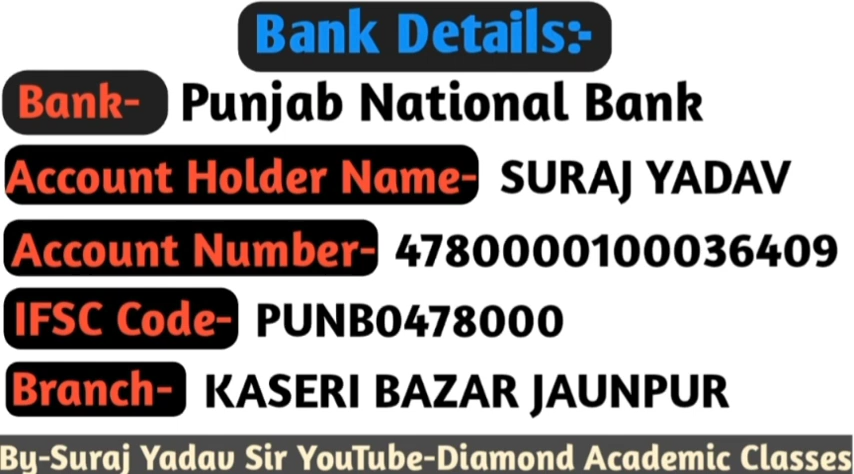 Bank Details:-
Bank- Punjab National Bank
Account Holder Name- SURAJ YADAV
Account Number- 4780000100036409
IFSC Code- PUNB0478000
Branch- KASERI BAZAR JAUNPUR
By-Suraj Yadav Sir YouTube-Diamond Academic Classes